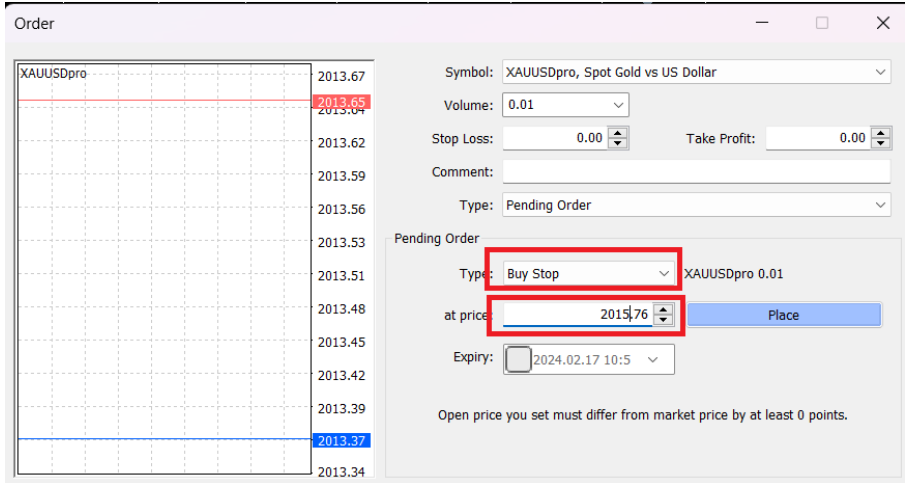 Order
XAUUSDpro
2013.67
2013.65
2013.64
2013.62
2013.59
2013.56
2013.53
2013.51
2013.48
2013.45
2013.42
2013.39
2013.37
2013.34
Symbol: XAUUSDpro, Spot Gold vs US Dollar
Volume: 0.01
Stop Loss: 0.00 Take Profit: 0.00
Comment:
Type: Pending Order
Pending Order
Type: Buy Stop XAUUSDpro 0.01
at price: 2015.76 Place
Expiry: 2024.02.17 10:5
Open price you set must differ from market price by at least 0 points.